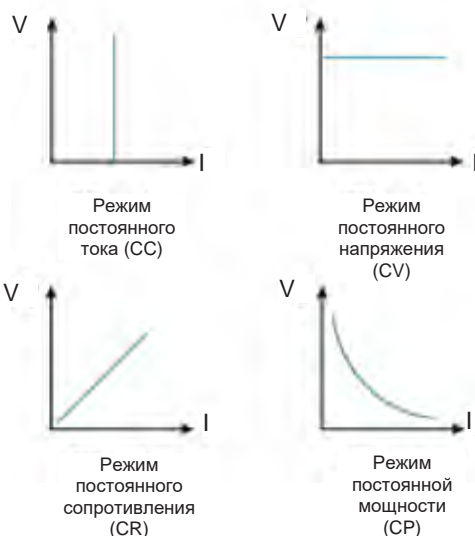 V
I
Режим
постоянного
тока (CC)
V
I
Режим
постоянного
напряжения
(CV)
V
I
Режим
постоянного
сопротивления
(CR)
V
I
Режим
постоянной
мощности
(CP)